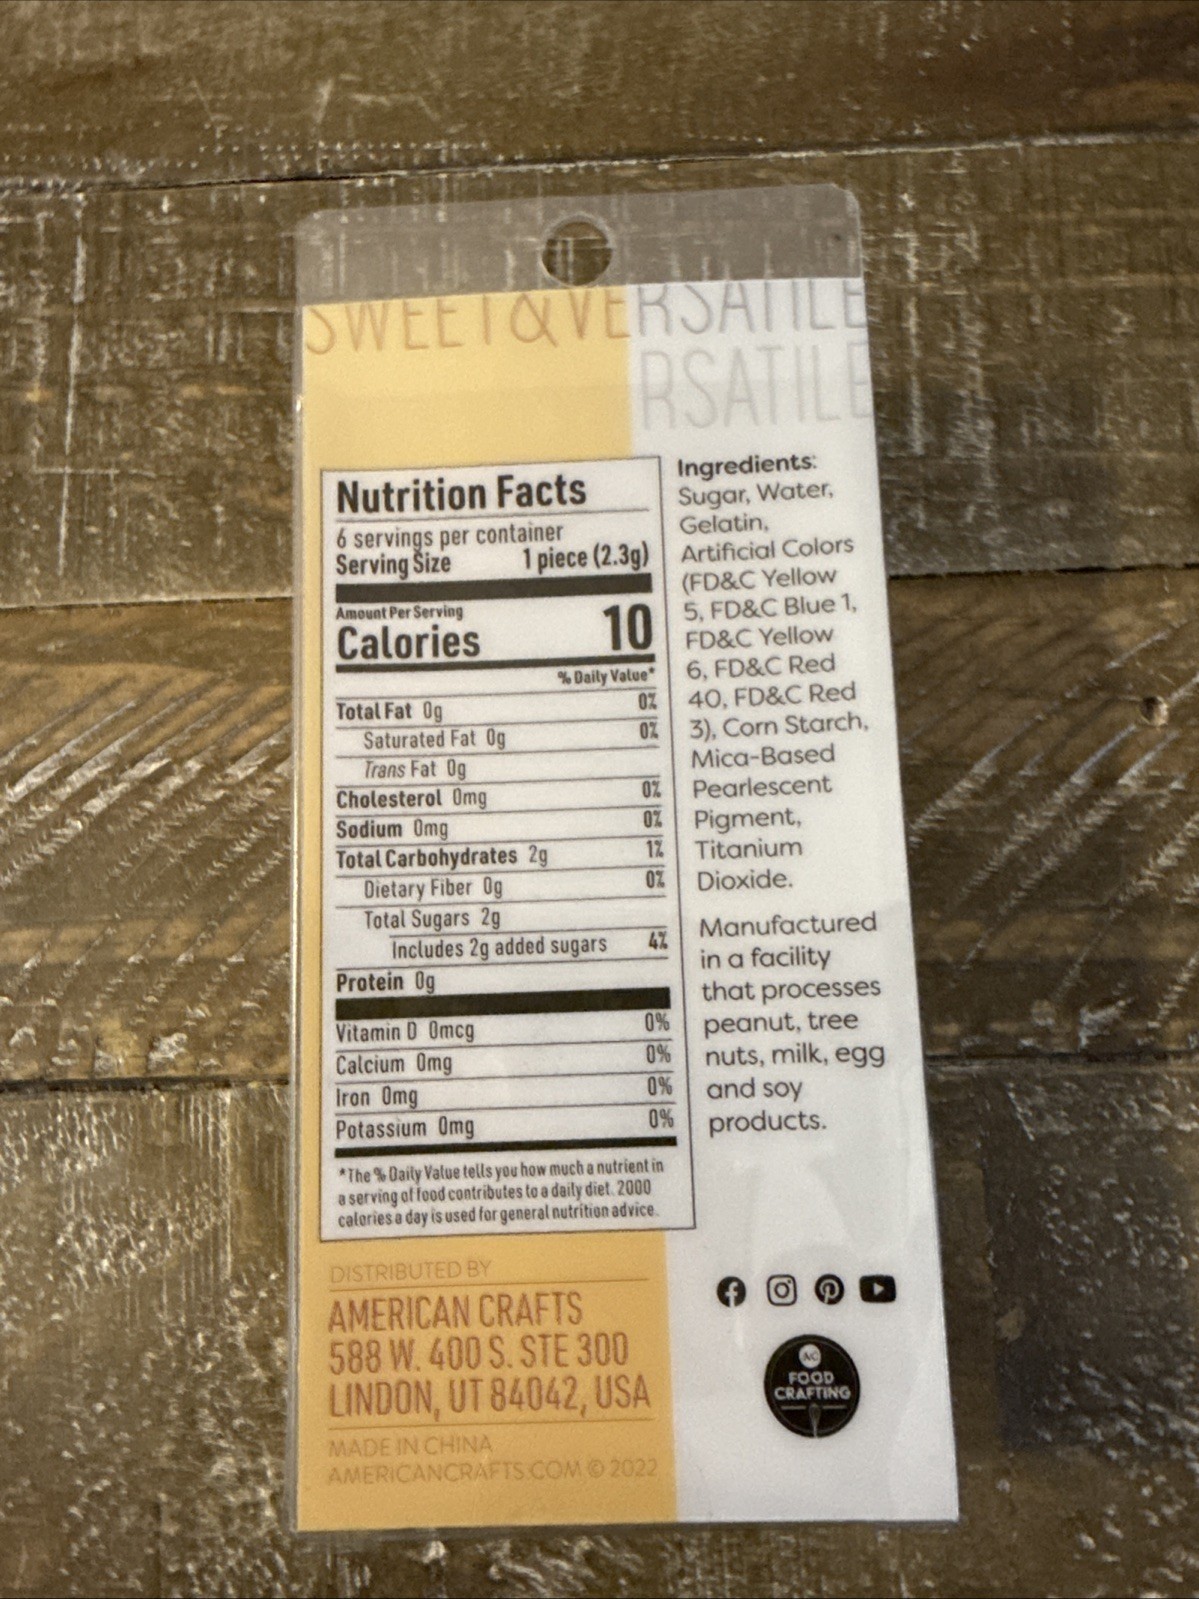 SWEET&VERSATILE
RSATILE
Nutrition Facts
6 servings per container
Serving Size 1 piece (2.3g)
Amount Per Serving
Calories 10
% Daily Value*
Total Fat 0g 0%
Saturated Fat 0g 0%
Trans Fat 0g
Cholesterol 0mg 0%
Sodium 0mg 0%
Total Carbohydrates 2g 1%
Dietary Fiber 0g 0%
Total Sugars 2g
Includes 2g added sugars 4%
Protein 0g
Vitamin D 0mcg 0%
Calcium 0mg 0%
Iron 0mg 0%
Potassium 0mg 0%
*The % Daily Value tells you how much a nutrient in
a serving of food contributes to a daily diet. 2000
calories a day is used for general nutrition advice.
Ingredients:
Sugar, Water,
Gelatin,
Artificial Colors
(FD&C Yellow
5, FD&C Blue 1,
FD&C Yellow
6, FD&C Red
40, FD&C Red
3), Corn Starch,
Mica-Based
Pearlescent
Pigment,
Titanium
Dioxide.
Manufactured
in a facility
that processes
peanut, tree
nuts, milk, egg
and soy
products.
DISTRIBUTED BY
AMERICAN CRAFTS
588 W. 400 S. STE 300
LINDON, UT 84042, USA
MADE IN CHINA
AMERICANCRAFTS.COM © 2022
AC
FOOD
CRAFTING